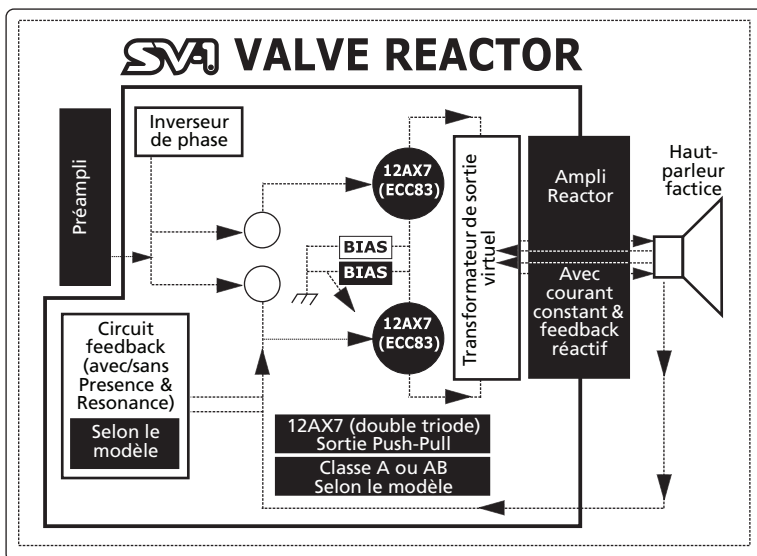 SV-1 VALVE REACTOR
Préampli
Inverseur
de phase
12AX7
(ECC83)
BIAS
BIAS
12AX7
(ECC83)
Transformateur de sortie
virtuel
Ampli
Reactor
Avec
courant
constant &
feedback
réactif
Haut-
parleur
factice
Circuit
feedback
(avec/sans
Presence &
Resonance)
Selon le
modèle
12AX7 (double triode)
Sortie Push-Pull
Classe A ou AB
Selon le modèle